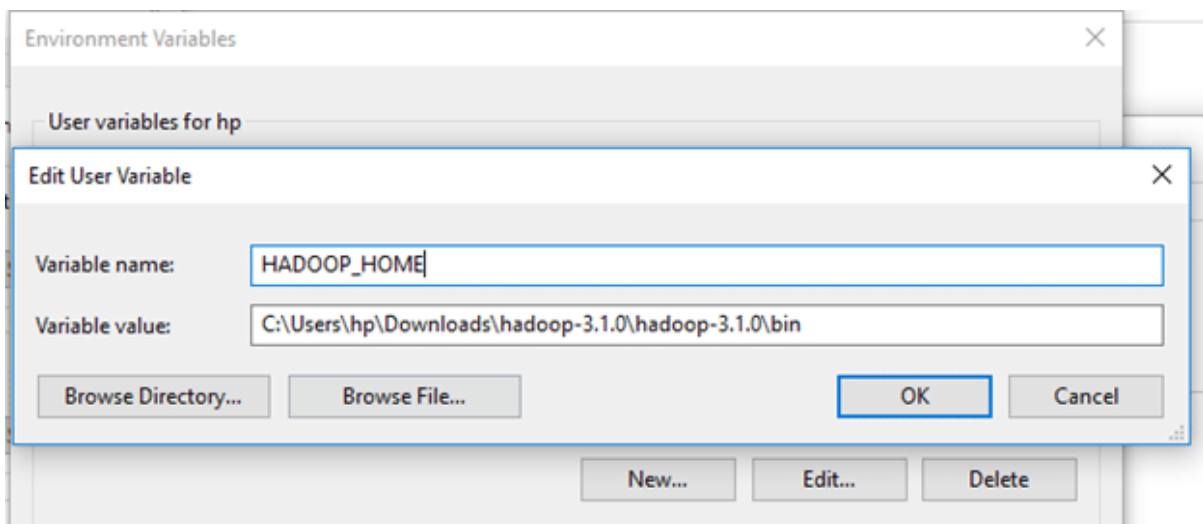 Environment Variables
User variables for hp
Edit User Variable
Variable name: HADOOP_HOME
Variable value: C:\Users\hp\Downloads\hadoop-3.1.0\hadoop-3.1.0\bin
Browse Directory... Browse File... OK Cancel
New... Edit... Delete